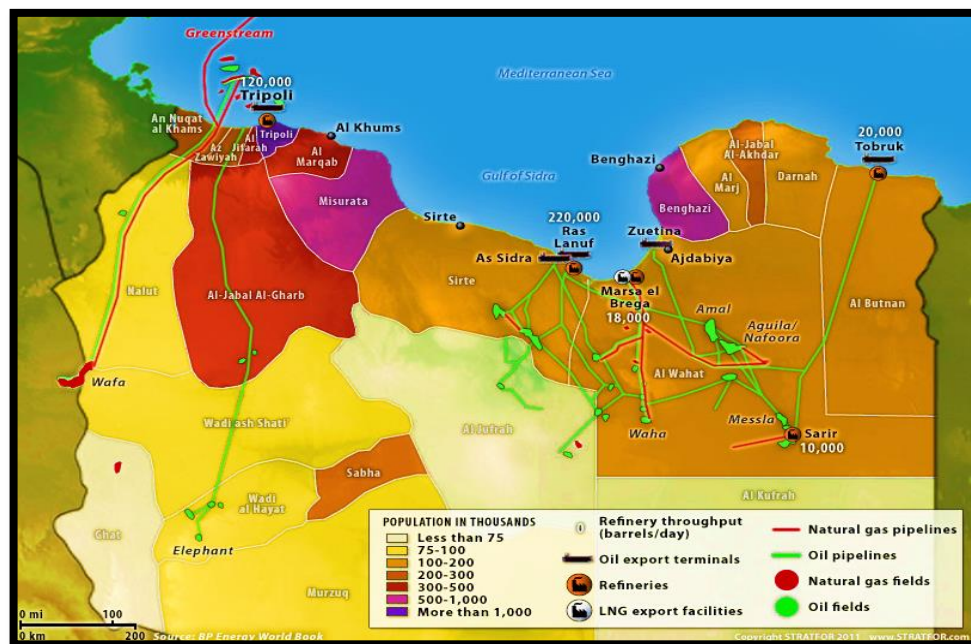 Greenstream
Mediterranean Sea
120,000
Tripoli
An Nuqat
al Khams
Az
Zawiyah
Al
Jifarah
Tripoli
Al Khums
Al
Marqab
Misurata
Gulf of Sidra
Benghazi
Benghazi
Al
Marj
Al-Jabal
Al-Akhdar
Darnah
20,000
Tobruk
Sirte
Sirte
220,000
Ras
Lanuf
As Sidra
Zuetina
Ajdabiya
Marsa el
Brega
18,000
Amal
Aguila/
Nafoora
Al Butnan
Nalut
Al-Jabal Al-Gharb
Wafa
Al Wahat
Wadi ash Shati'
Al Jufrah
Waha
Messla
Sarir
10,000
Sabha
Wadi
al Hayat
Ghat
Elephant
Murzuq
Al Kufrah
POPULATION IN THOUSANDS
Less than 75
75-100
100-200
200-300
300-500
500-1,000
More than 1,000
Refinery throughput
(barrels/day)
Oil export terminals
Refineries
LNG export facilities
Natural gas pipelines
Oil pipelines
Natural gas fields
Oil fields
0 mi 100
0 km 200
Source: BP Energy World Book
Copyright STRATFOR 2011 www.STRATFOR.com